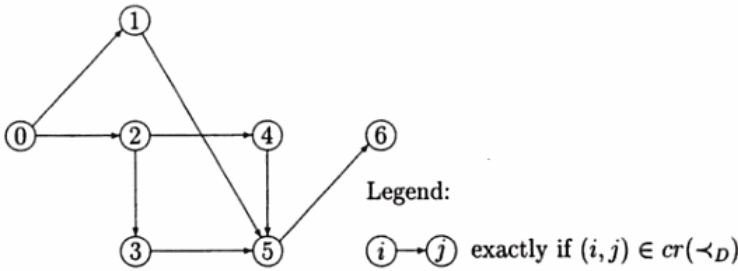 1
0
2
4
6
Legend:
3
5
i
j
exactly if (i, j) ∈ cr(≺_D)